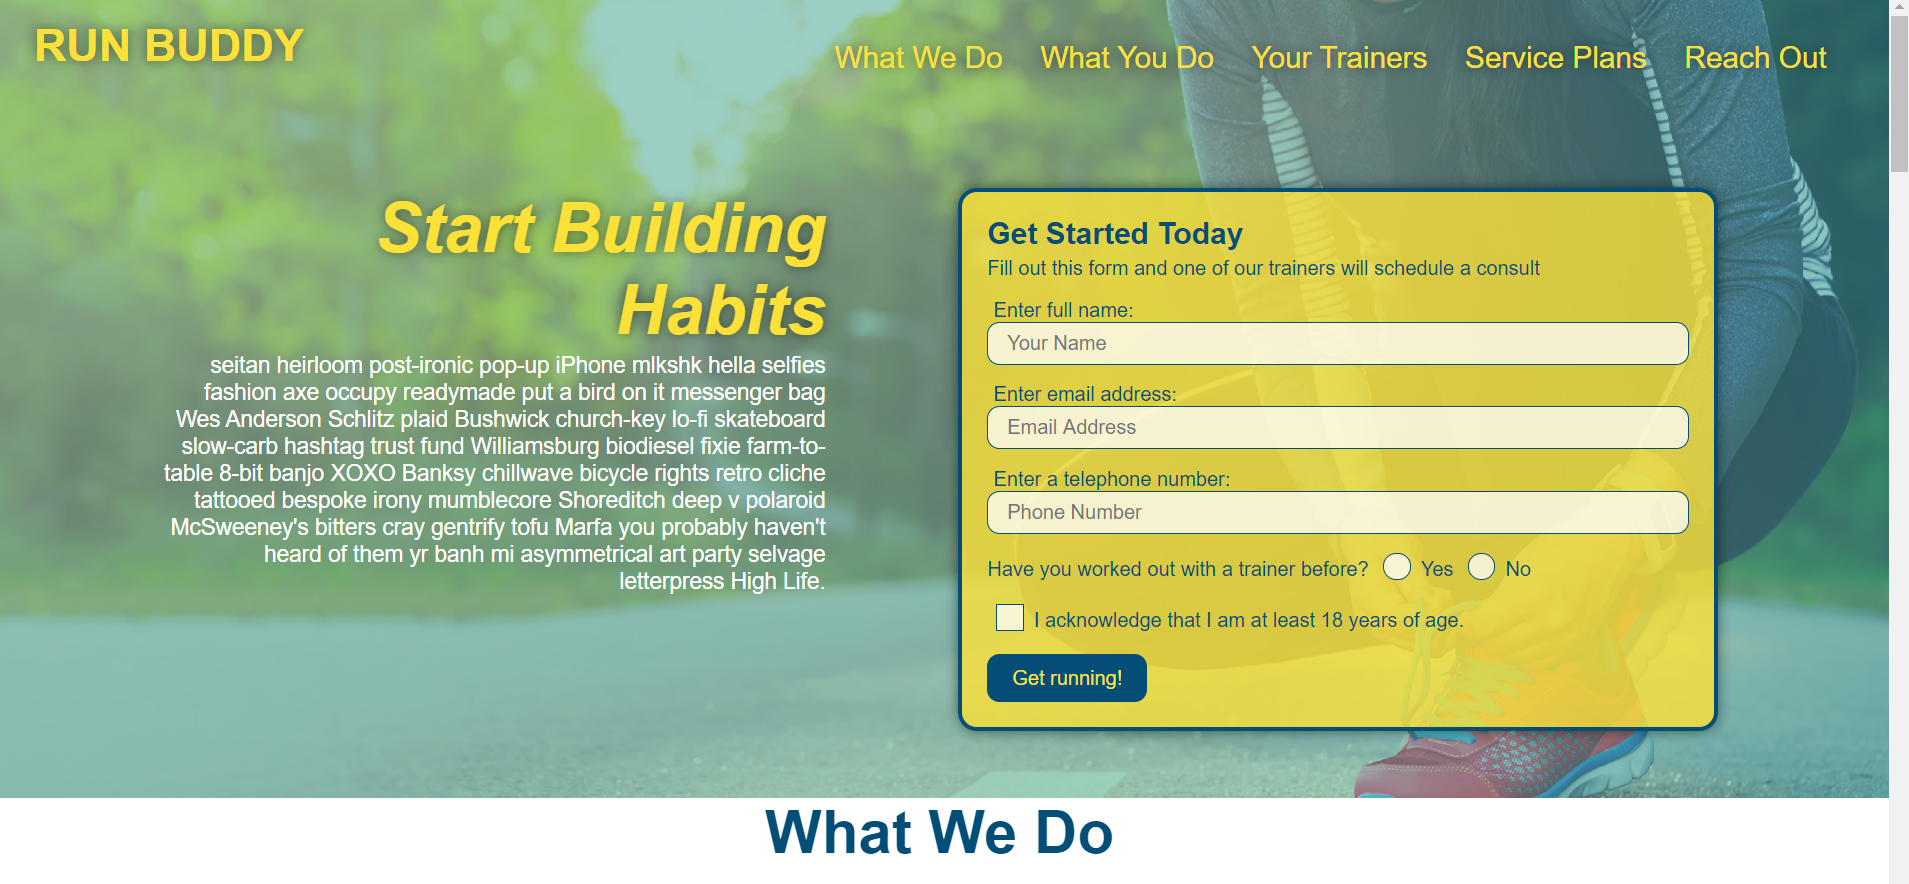 RUN BUDDY
What We Do What You Do Your Trainers Service Plans Reach Out
Start Building
Habits
seitan heirloom post-ironic pop-up iPhone mlkshk hella selfies
fashion axe occupy readymade put a bird on it messenger bag
Wes Anderson Schlitz plaid Bushwick church-key lo-fi skateboard
slow-carb hashtag trust fund Williamsburg biodiesel fixie farm-to-
table 8-bit banjo XOXO Banksy chillwave bicycle rights retro cliche
tattooed bespoke irony mumblecore Shoreditch deep v polaroid
McSweeney's bitters cray gentrify tofu Marfa you probably haven't
heard of them yr banh mi asymmetrical art party selvage
letterpress High Life.
Get Started Today
Fill out this form and one of our trainers will schedule a consult
Enter full name:
Your Name
Enter email address:
Email Address
Enter a telephone number:
Phone Number
Have you worked out with a trainer before? Yes No
I acknowledge that I am at least 18 years of age.
Get running!
What We Do